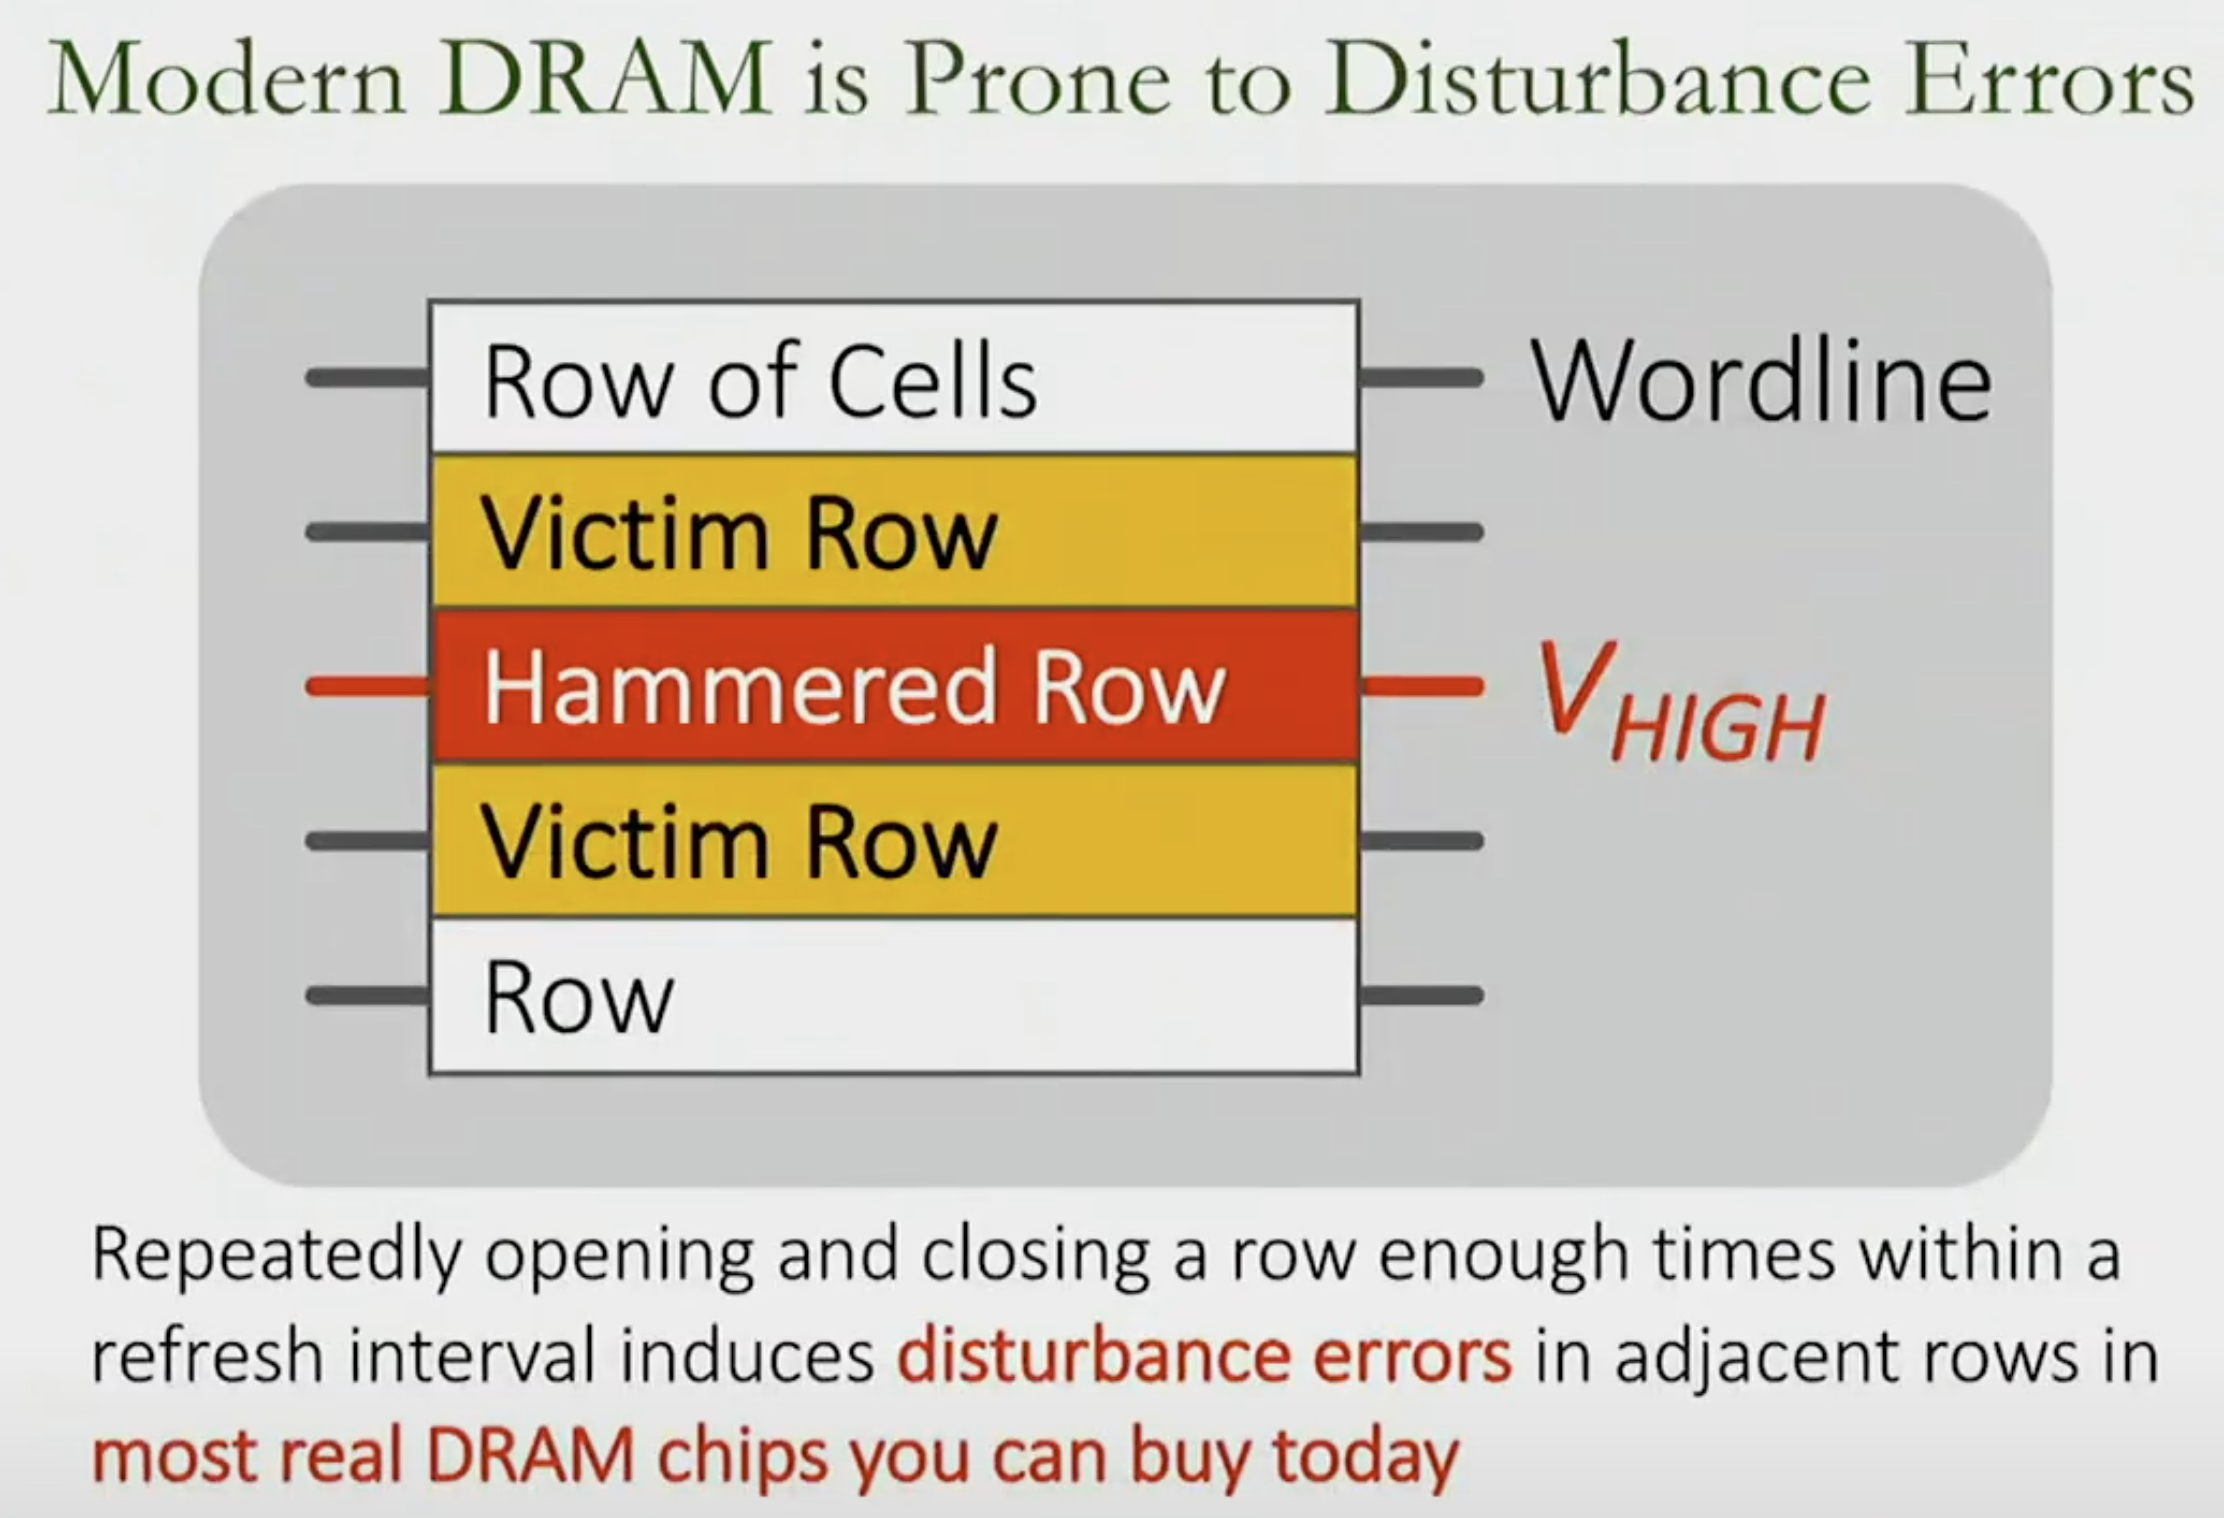 Modern DRAM is Prone to Disturbance Errors
Row of Cells
Wordline
Victim Row
Hammered Row
VHIGH
Victim Row
Row
Repeatedly opening and closing a row enough times within a
refresh interval induces disturbance errors in adjacent rows in
most real DRAM chips you can buy today